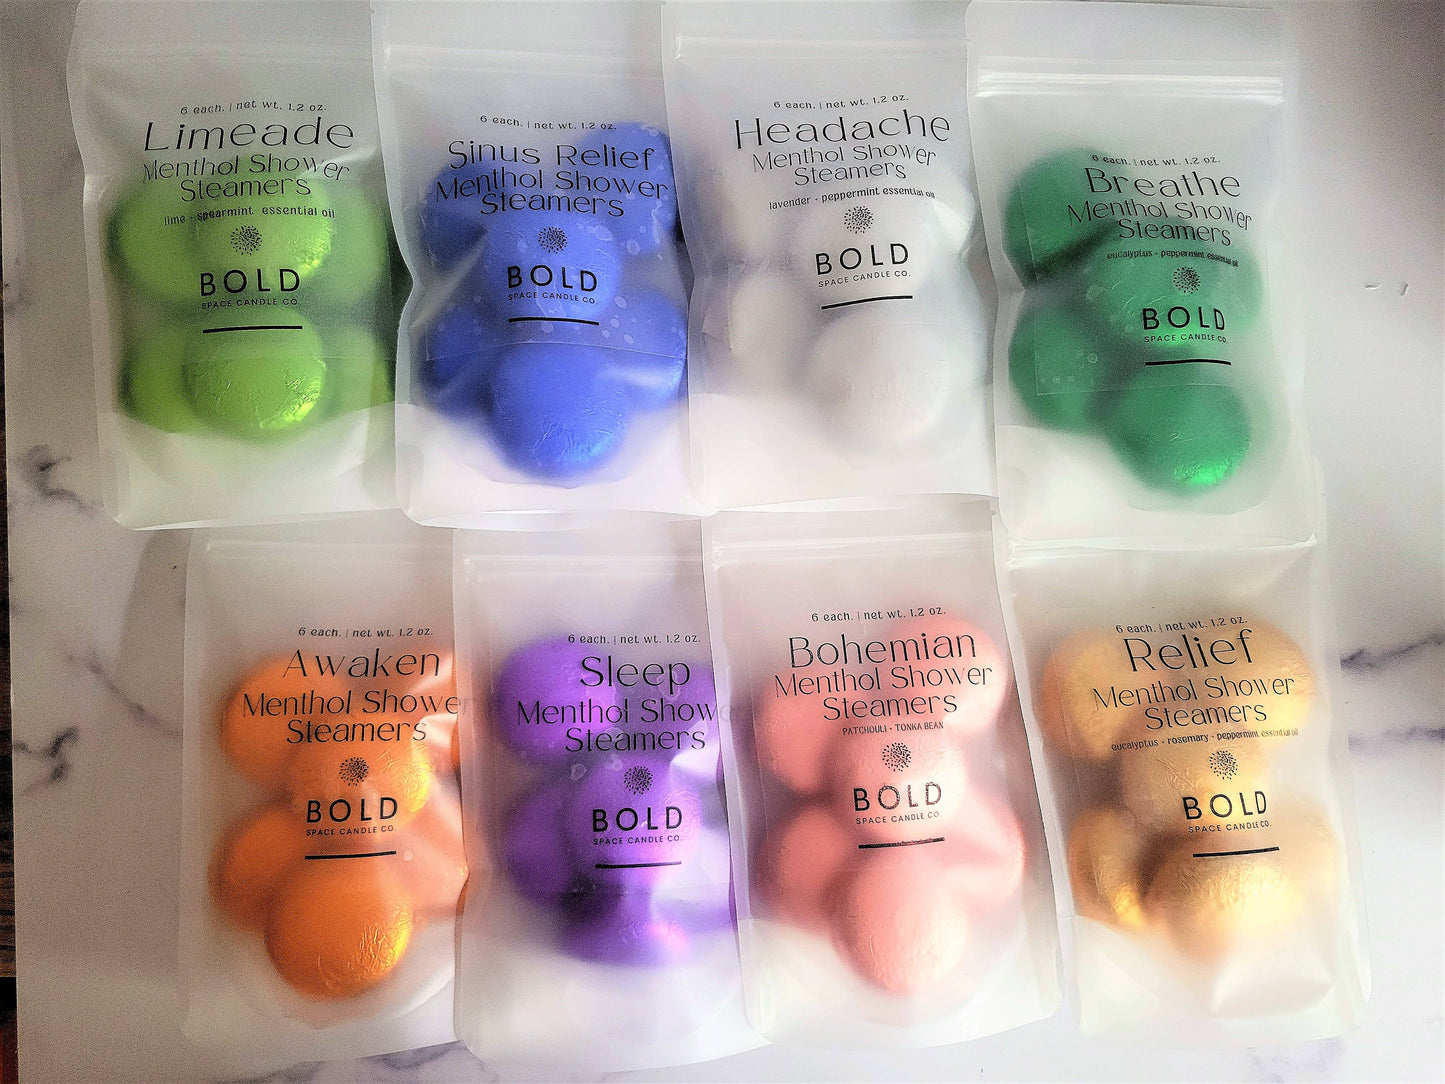 6 each. | net wt. 1.2 oz.
Limeade
Menthol Shower
Steamers
lime - spearmint essential oil
BOLD
SPACE CANDLE CO.
6 each. | net wt. 1.2 oz.
Sinus Relief
Menthol Shower
Steamers
BOLD
SPACE CANDLE CO.
6 each. | net wt. 1.2 oz.
Headache
Menthol Shower
Steamers
lavender - peppermint essential oil
BOLD
SPACE CANDLE CO.
6 each. | net wt. 1.2 oz.
Breathe
Menthol Shower
Steamers
eucalyptus - peppermint essential oil
BOLD
SPACE CANDLE CO.
6 each. | net wt. 1.2 oz.
Awaken
Menthol Shower
Steamers
BOLD
SPACE CANDLE CO.
6 each. | net wt. 1.2 oz.
Sleep
Menthol Show
Steamers
BOLD
SPACE CANDLE CO.
6 each. | net wt. 1.2 oz.
Bohemian
Menthol Shower
Steamers
PATCHOULI - TONKA BEAN
BOLD
SPACE CANDLE CO.
6 each. | net wt. 1.2 oz.
Relief
Menthol Shower
Steamers
eucalyptus - rosemary - peppermint essential oil
BOLD
SPACE CANDLE CO.